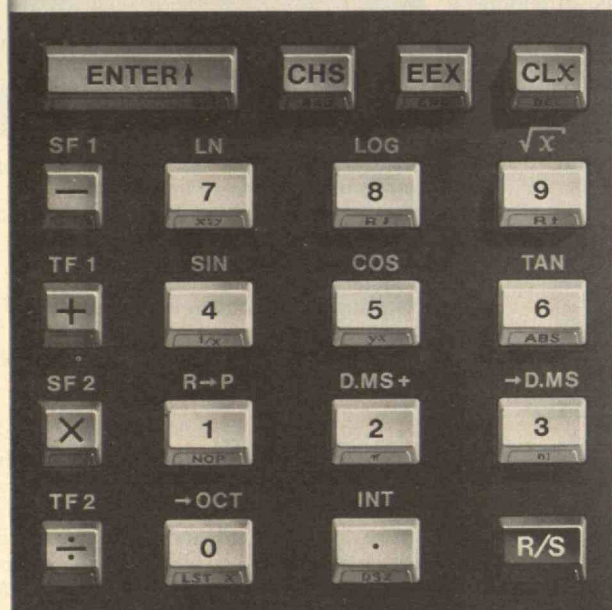 ENTER↑ CHS EEX CLX
SF 1 LN LOG √x
− 7 8 9
x⇄y R↓ R↑
TF 1 SIN COS TAN
+ 4 5 6
1/x yˣ ABS
SF 2 R→P D.MS+ →D.MS
× 1 2 3
NOP π n!
TF 2 →OCT INT
÷ 0 · R/S
LST X DSZ